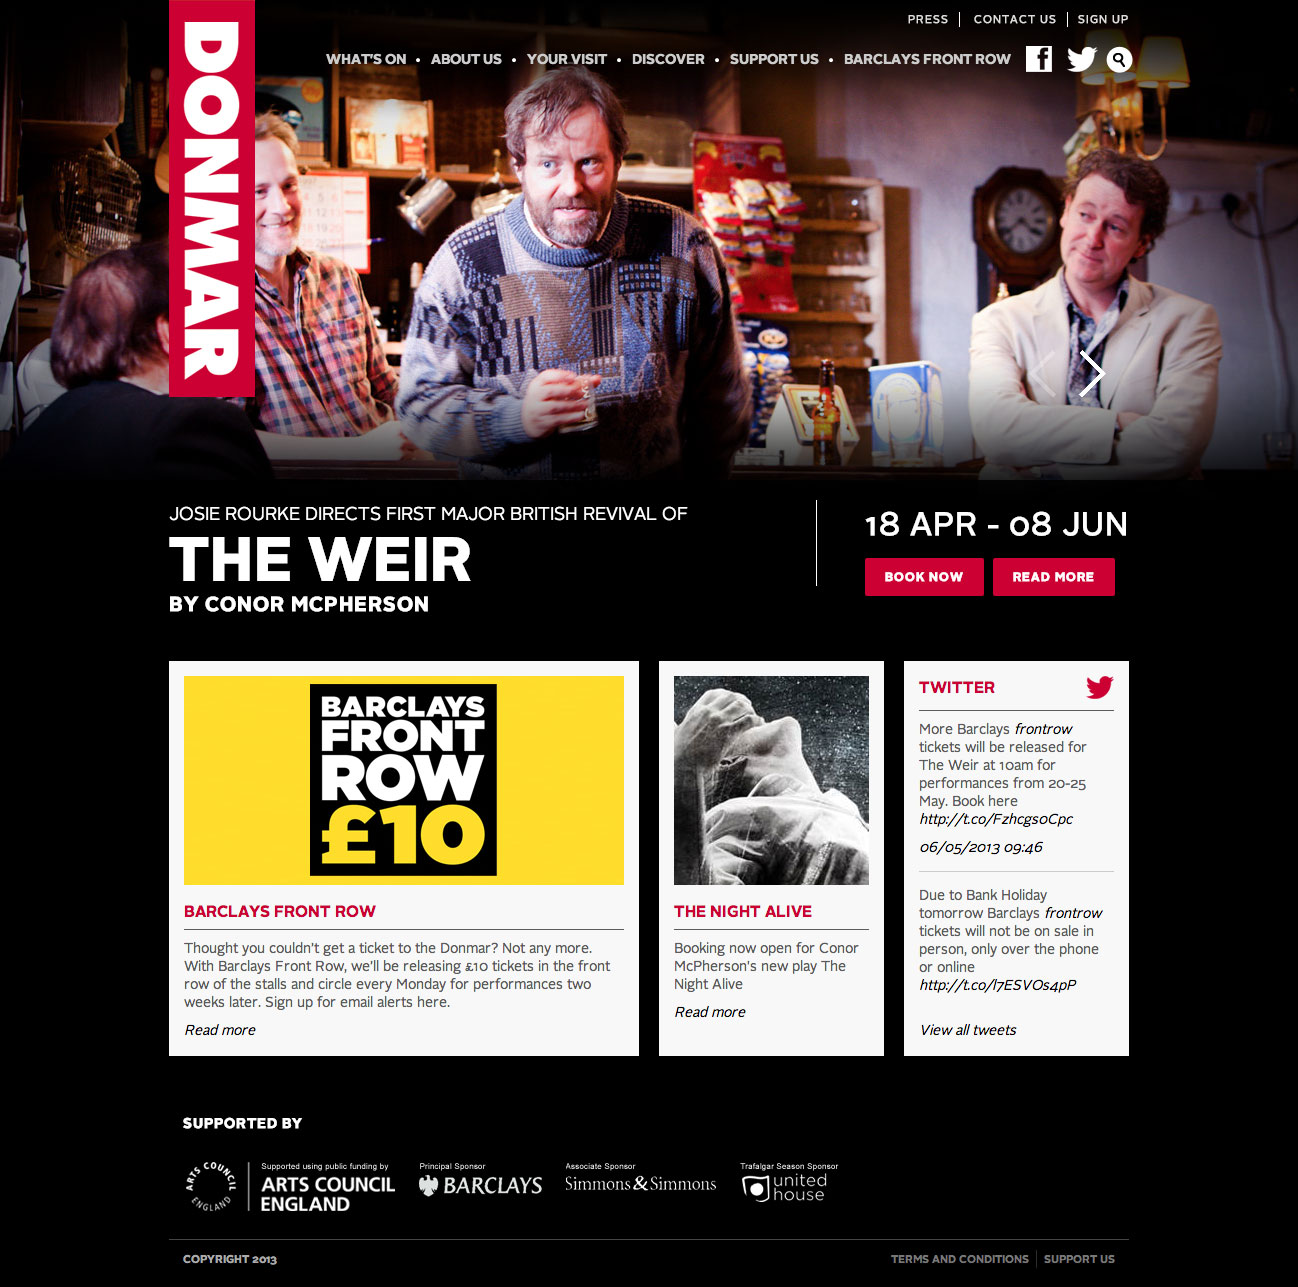 PRESS
CONTACT US
SIGN UP
DONMAR
WHAT'S ON • ABOUT US • YOUR VISIT • DISCOVER • SUPPORT US • BARCLAYS FRONT ROW
JOSIE ROURKE DIRECTS FIRST MAJOR BRITISH REVIVAL OF
THE WEIR
BY CONOR MCPHERSON
18 APR - 08 JUN
BOOK NOW
READ MORE
BARCLAYS
FRONT
ROW
£10
BARCLAYS FRONT ROW
Thought you couldn't get a ticket to the Donmar? Not any more.
With Barclays Front Row, we'll be releasing £10 tickets in the front
row of the stalls and circle every Monday for performances two
weeks later. Sign up for email alerts here.
Read more
THE NIGHT ALIVE
Booking now open for Conor
McPherson's new play The
Night Alive
Read more
TWITTER
More Barclays frontrow
tickets will be released for
The Weir at 10am for
performances from 20-25
May. Book here
http://t.co/Fzhcgs0Cpc
06/05/2013 09:46
Due to Bank Holiday
tomorrow Barclays frontrow
tickets will not be on sale in
person, only over the phone
or online
http://t.co/l7ESVOs4pP
View all tweets
SUPPORTED BY
ARTS COUNCIL
ENGLAND
Supported using public funding by
ARTS COUNCIL
ENGLAND
Principal Sponsor
BARCLAYS
Associate Sponsor
Simmons&Simmons
Trafalgar Season Sponsor
united
house
COPYRIGHT 2013
TERMS AND CONDITIONS
SUPPORT US